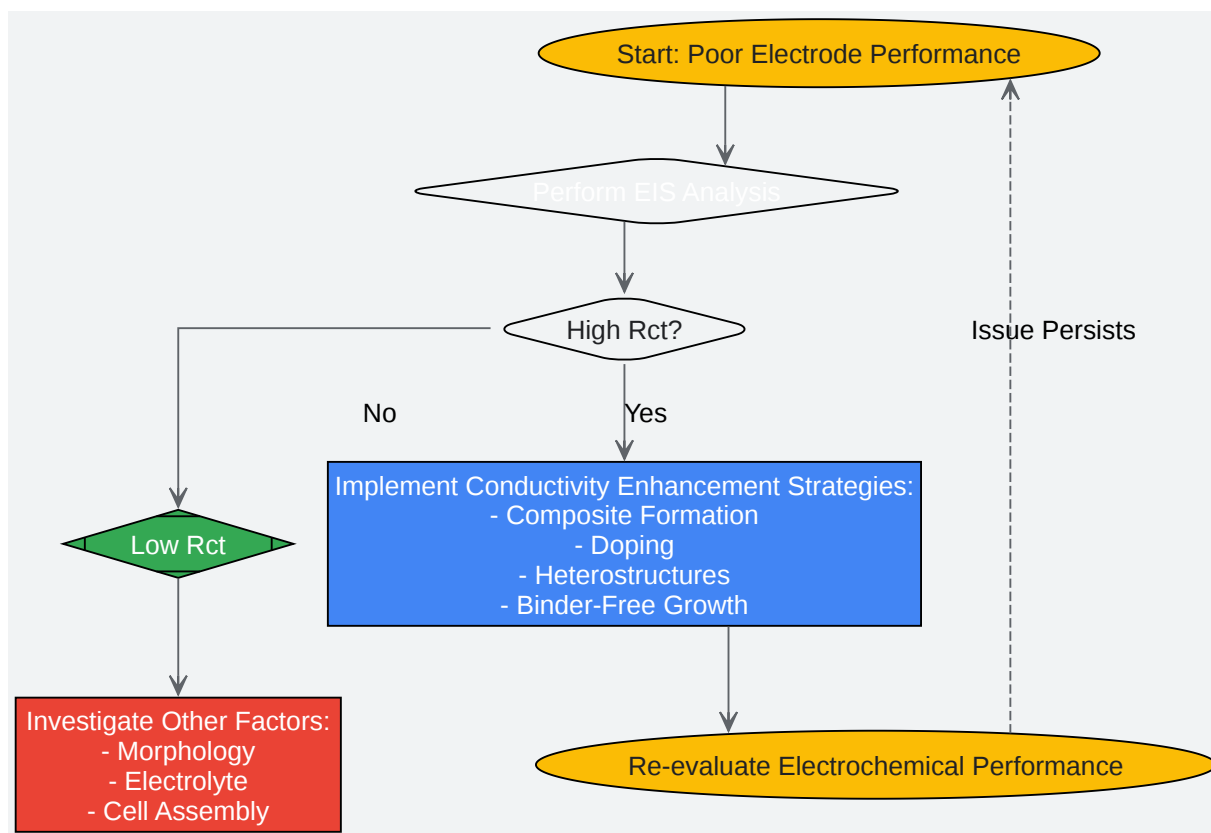 Start: Poor Electrode Performance
Perform EIS Analysis
High Rct?
Issue Persists
No
Yes
Implement Conductivity Enhancement Strategies:
- Composite Formation
- Doping
- Heterostructures
- Binder-Free Growth
Low Rct
Investigate Other Factors:
- Morphology
- Electrolyte
- Cell Assembly
Re-evaluate Electrochemical Performance